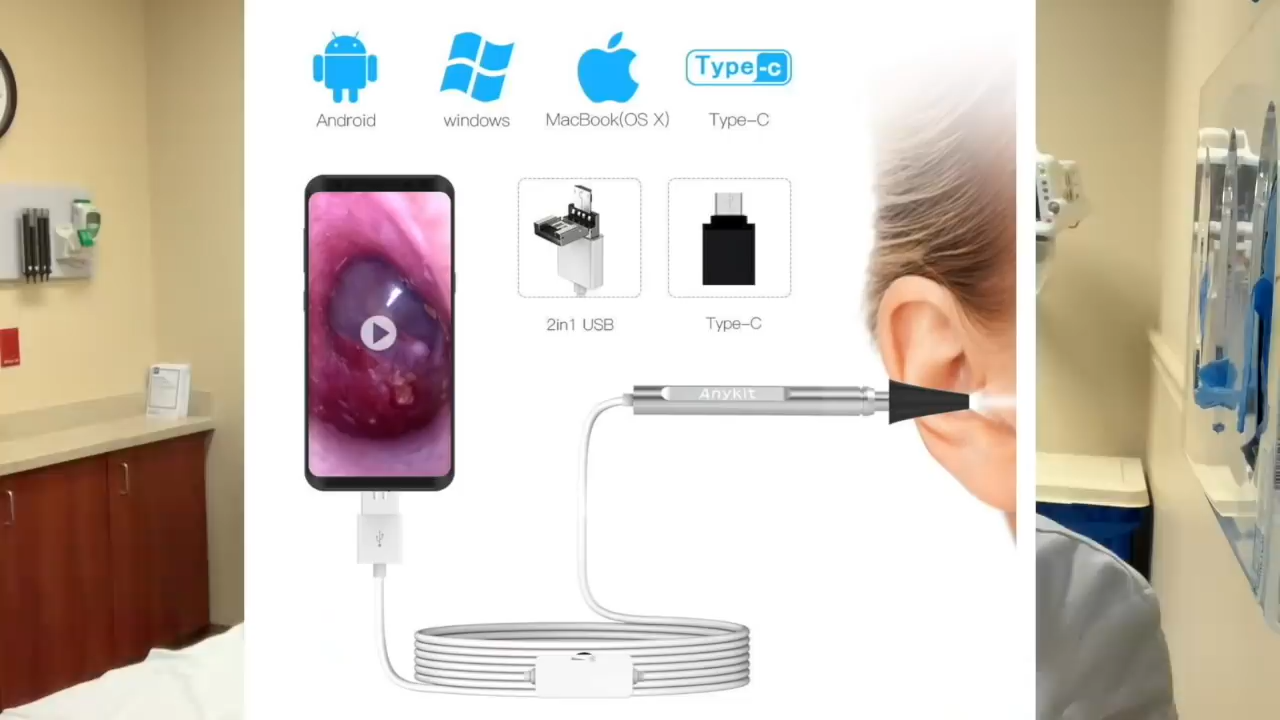 Android
windows
MacBook(OS X)
Type-C
Type-C
2in1 USB
Type-C
Anykit